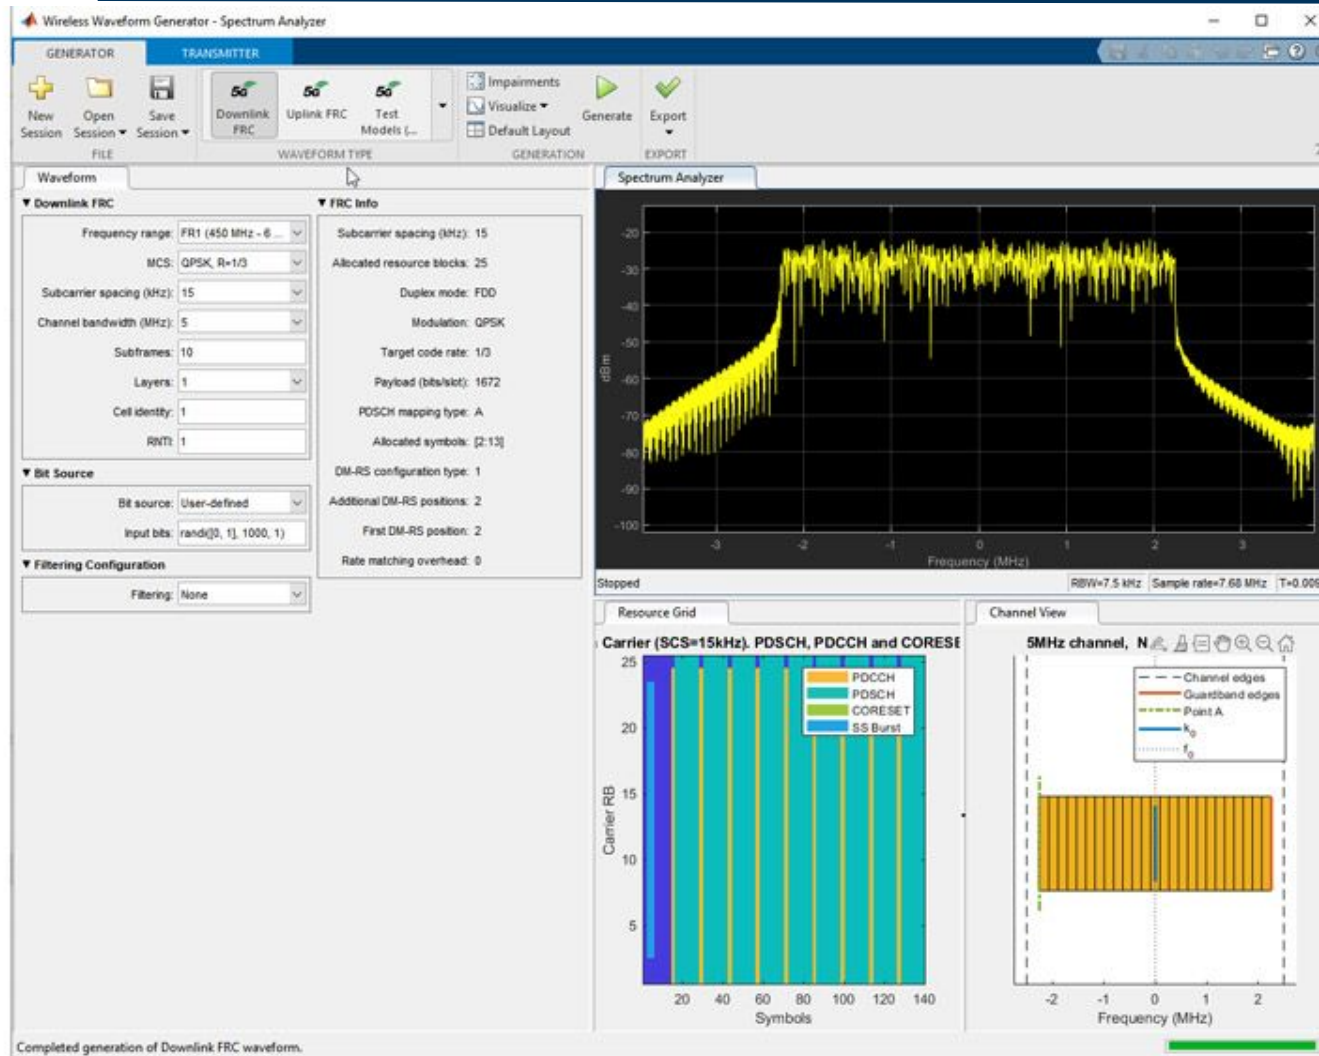 Wireless Waveform Generator - Spectrum Analyzer
GENERATOR TRANSMITTER
New Session
Open Session
Save Session
FILE
5G Downlink FRC
5G Uplink FRC
5G Test Models (...
WAVEFORM TYPE
Impairments
Visualize
Default Layout
Generate
GENERATION
Export
EXPORT
Waveform
Downlink FRC
Frequency range: FR1 (450 MHz - 6 ...
MCS: QPSK, R=1/3
Subcarrier spacing (kHz): 15
Channel bandwidth (MHz): 5
Subframes: 10
Layers: 1
Cell identity: 1
RNTI: 1
Bit Source
Bit source: User-defined
Input bits: randi([0, 1], 1000, 1)
Filtering Configuration
Filtering: None
FRC Info
Subcarrier spacing (kHz): 15
Allocated resource blocks: 25
Duplex mode: FDD
Modulation: QPSK
Target code rate: 1/3
Payload (bits/slot): 1672
PDSCH mapping type: A
Allocated symbols: [2:13]
DM-RS configuration type: 1
Additional DM-RS positions: 2
First DM-RS position: 2
Rate matching overhead: 0
Spectrum Analyzer
-20
-30
-40
-50
-60
-70
-80
-90
-100
dBm
-3 -2 -1 0 1 2 3
Frequency (MHz)
Stopped RBW=7.5 kHz Sample rate=7.68 MHz T=0.009
Resource Grid
Carrier (SCS=15kHz). PDSCH, PDCCH and CORESE
25
20
15
10
5
Carrier RB
PDCCH
PDSCH
CORESET
SS Burst
20 40 60 80 100 120 140
Symbols
Channel View
5MHz channel, N
Channel edges
Guardband edges
Point A
k0
f0
-2 -1 0 1 2
Frequency (MHz)
Completed generation of Downlink FRC waveform.